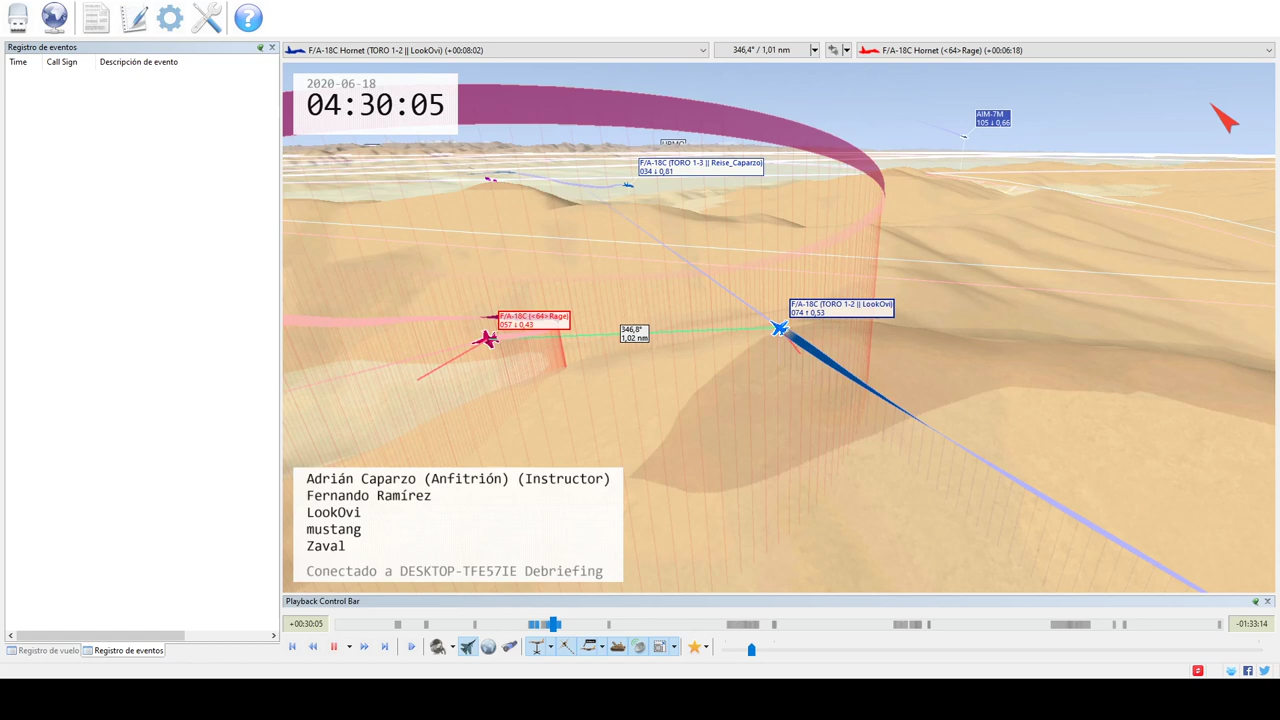 Registro de eventos
Time Call Sign Descripción de evento
F/A-18C Hornet (TORO 1-2 || LookOvi) (+00:08:02)
346,4° / 1,01 nm
F/A-18C Hornet (<64>Rage) (+00:06:18)
2020-06-18
04:30:05
AIM-7M
105 ↓ 0,66
F/A-18C (TORO 1-3 || Reise_Caparzo)
034 ↓ 0,81
F/A-18C (TORO 1-2 || LookOvi)
074 ↑ 0,53
F/A-18C (<64>Rage)
057 ↓ 0,43
346,8°
1,02 nm
Adrián Caparzo (Anfitrión) (Instructor)
Fernando Ramírez
LookOvi
mustang
Zaval
Conectado a DESKTOP-TFE57IE Debriefing
Playback Control Bar
+00:30:05
-01:33:14
Registro de vuelo Registro de eventos